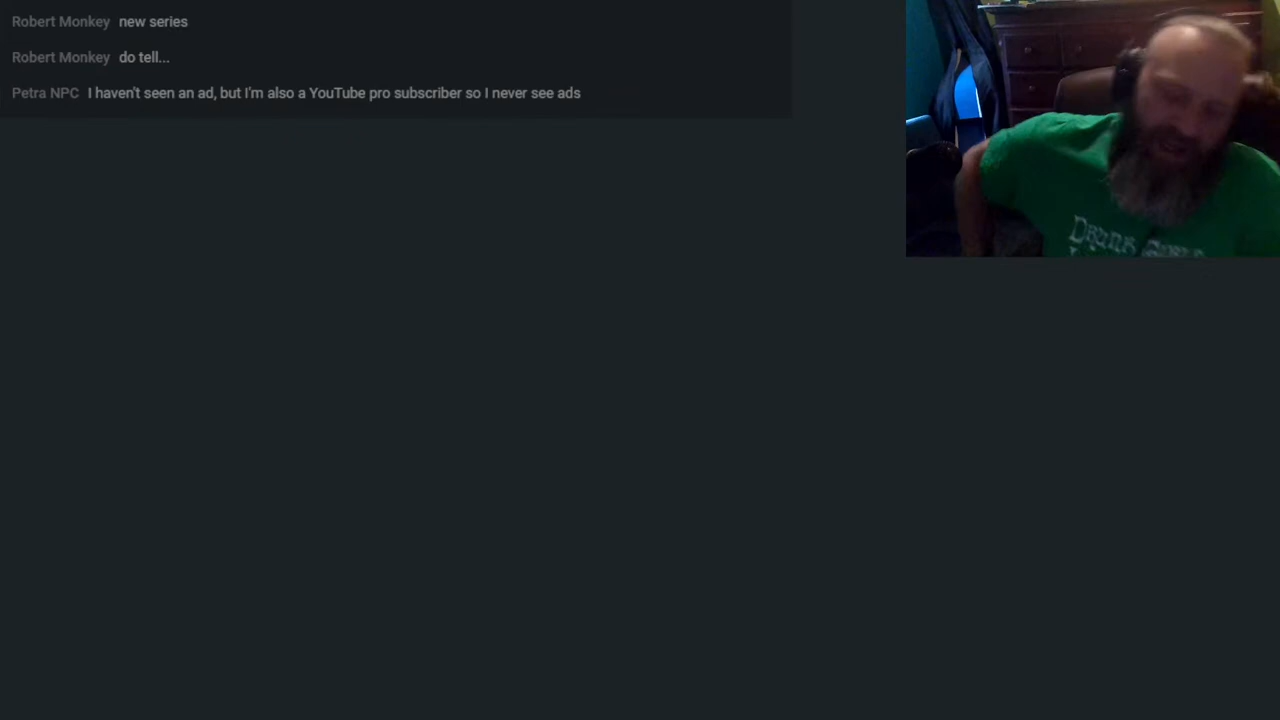 Robert Monkey new series
Robert Monkey do tell...
Petra NPC I haven't seen an ad, but I'm also a YouTube pro subscriber so I never see ads